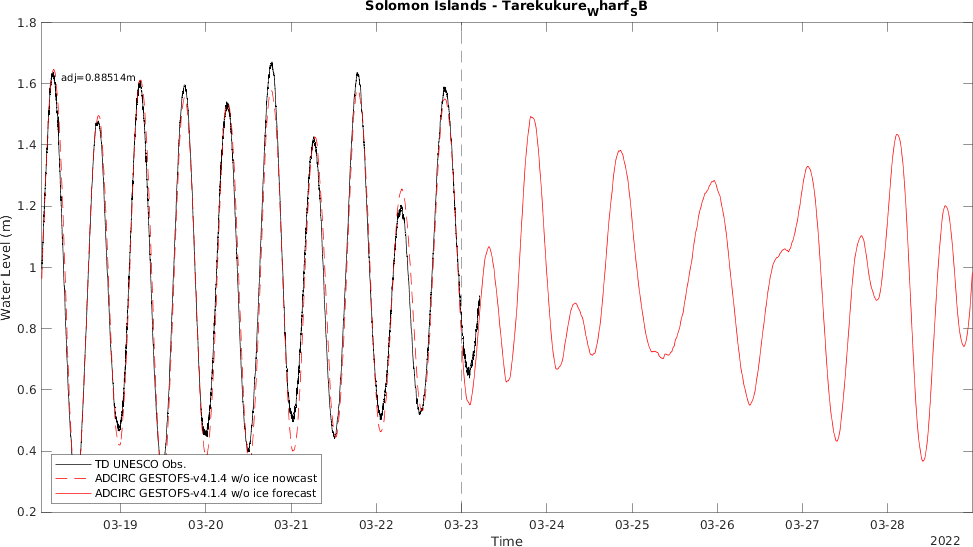 Solomon Islands - Tarekukure_Wharf_SB
1.8
1.6
1.4
1.2
1
0.8
0.6
0.4
0.2
Water Level (m)
adj=0.88514m
TD UNESCO Obs.
ADCIRC GESTOFS-v4.1.4 w/o ice nowcast
ADCIRC GESTOFS-v4.1.4 w/o ice forecast
03-19 03-20 03-21 03-22 03-23 03-24 03-25 03-26 03-27 03-28
Time
2022